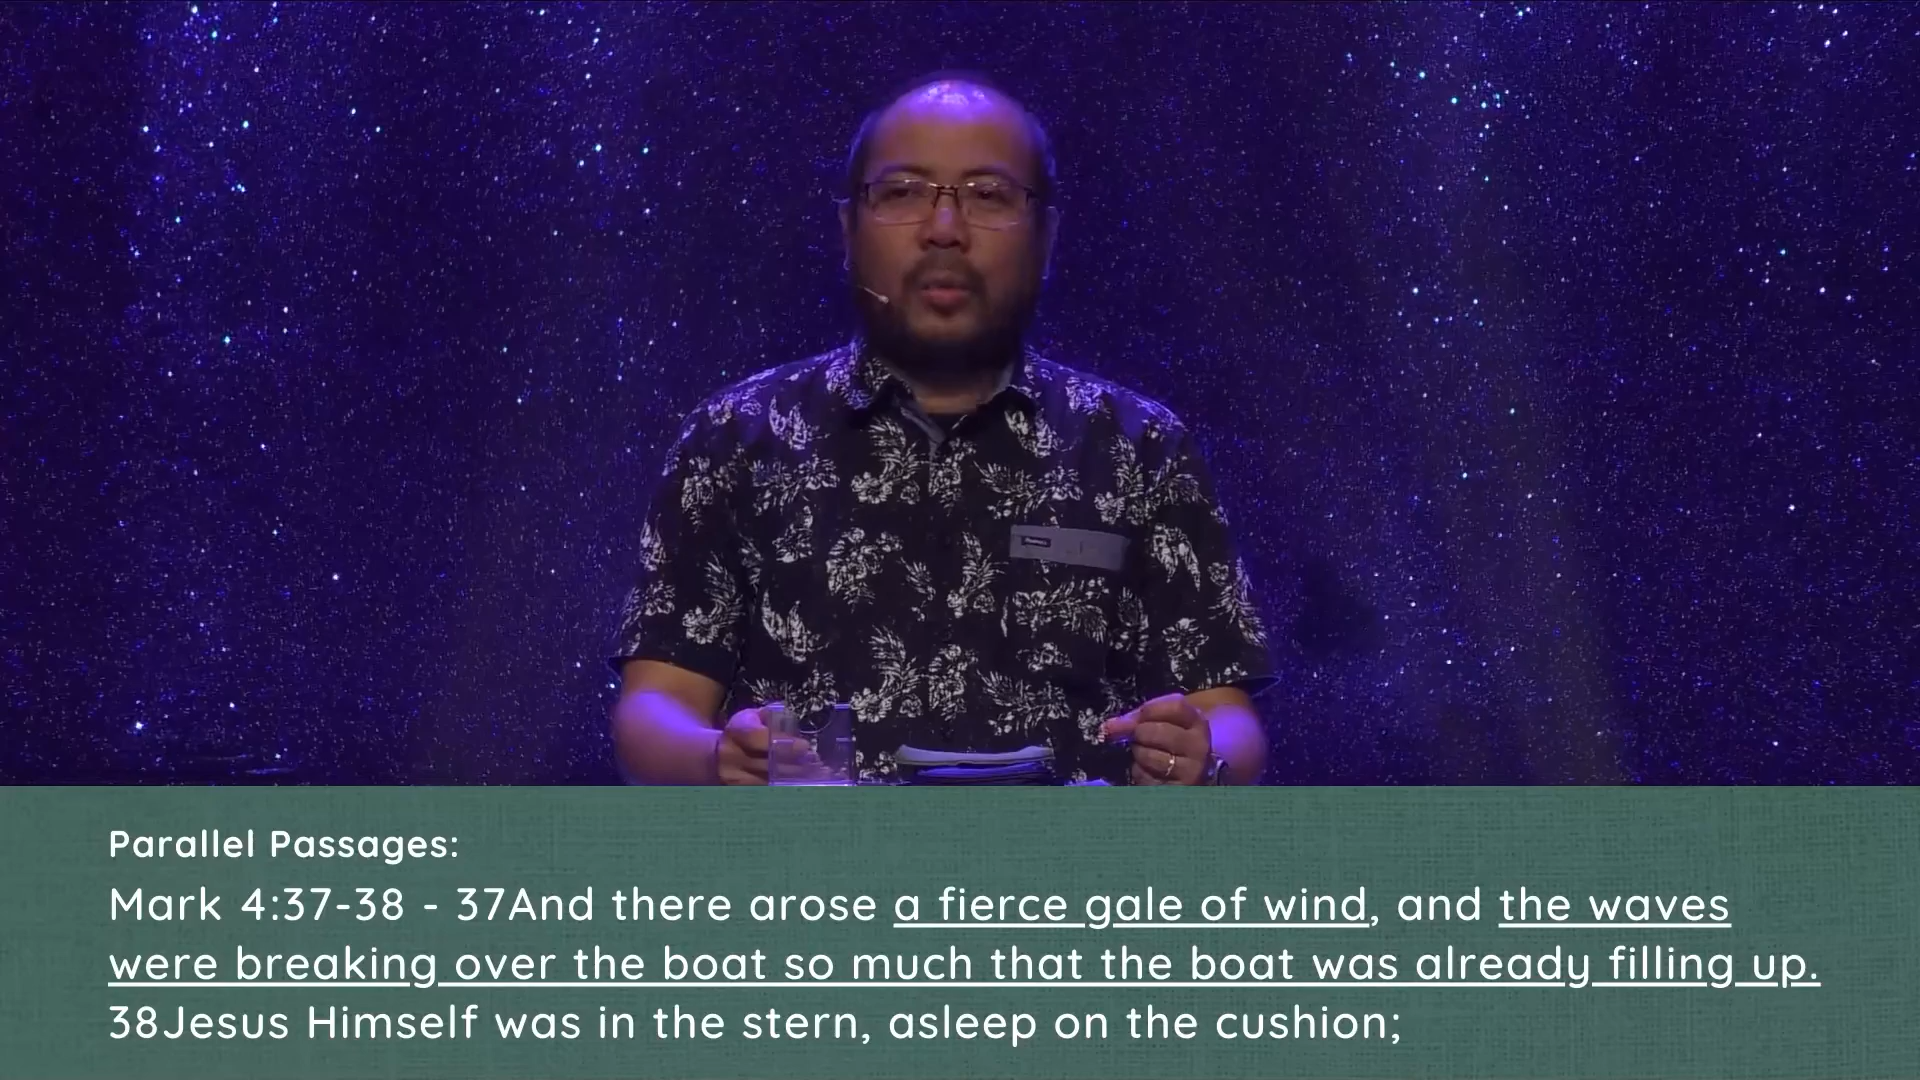 Parallel Passages:
Mark 4:37-38 - 37And there arose a fierce gale of wind, and the waves
were breaking over the boat so much that the boat was already filling up.
38Jesus Himself was in the stern, asleep on the cushion;